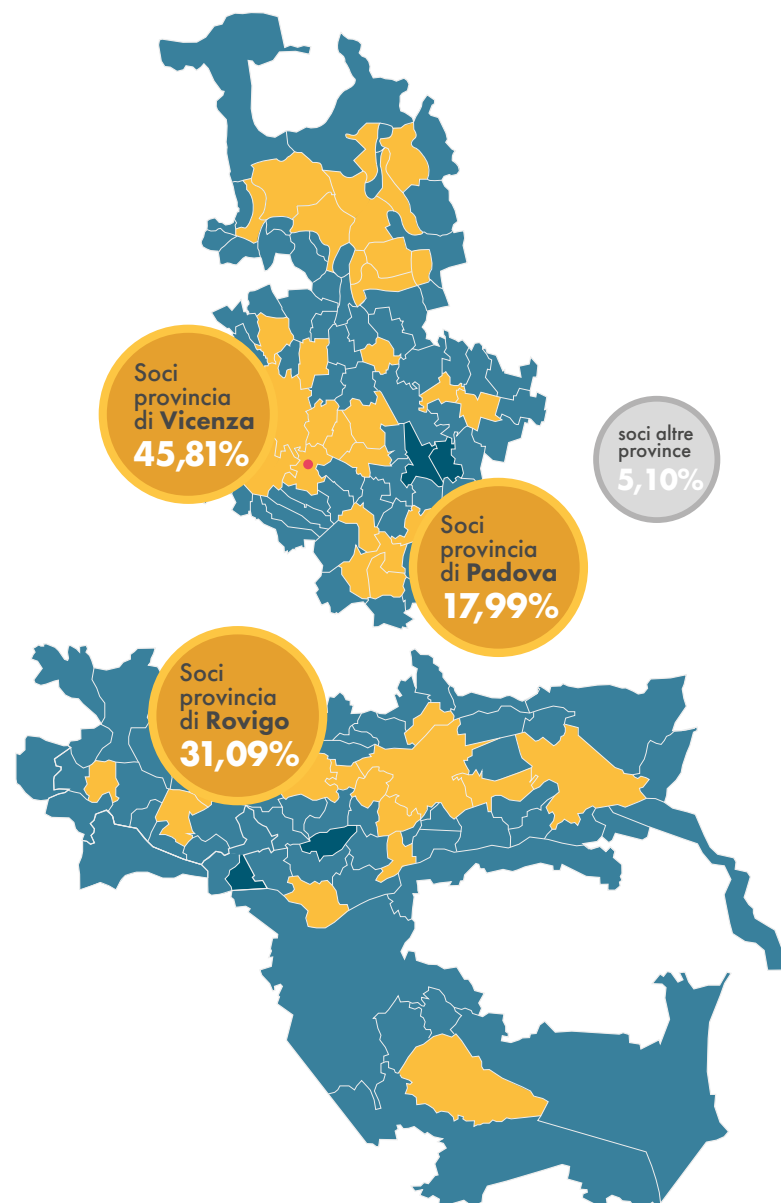 Soci
provincia
di Vicenza
45,81%
soci altre
province
5,10%
Soci
provincia
di Padova
17,99%
Soci
provincia
di Rovigo
31,09%